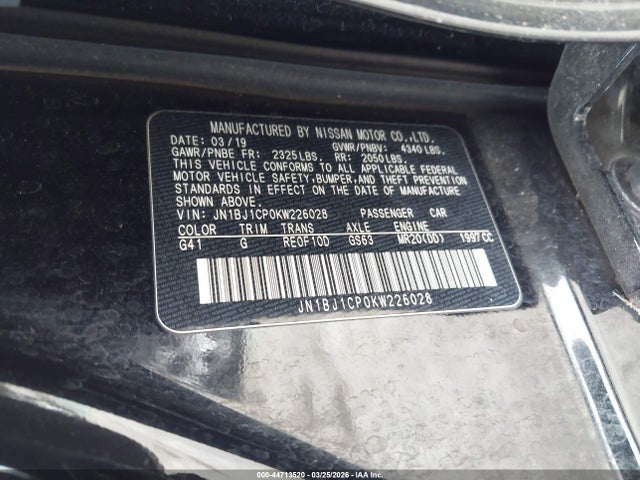 MANUFACTURED BY NISSAN MOTOR CO.,LTD.
DATE: 03/19 GVWR/PNBV: 4340LBS.
GAWR/PNBE FR: 2325LBS, RR: 2050LBS.
THIS VEHICLE CONFORMS TO ALL APPLICABLE FEDERAL
MOTOR VEHICLE SAFETY,BUMPER,AND THEFT PREVENTION
STANDARDS IN EFFECT ON THE DATE OF MANUFACTURE
SHOWN ABOVE.
VIN: JN1BJ1CP0KW226028 PASSENGER CAR
COLOR TRIM TRANS AXLE ENGINE
G41 G RE0F10D GS63 MR20(DD) 1997CC
JN1BJ1CP0KW226028
000-44713520 | 03/25/2026 - IAA Inc.